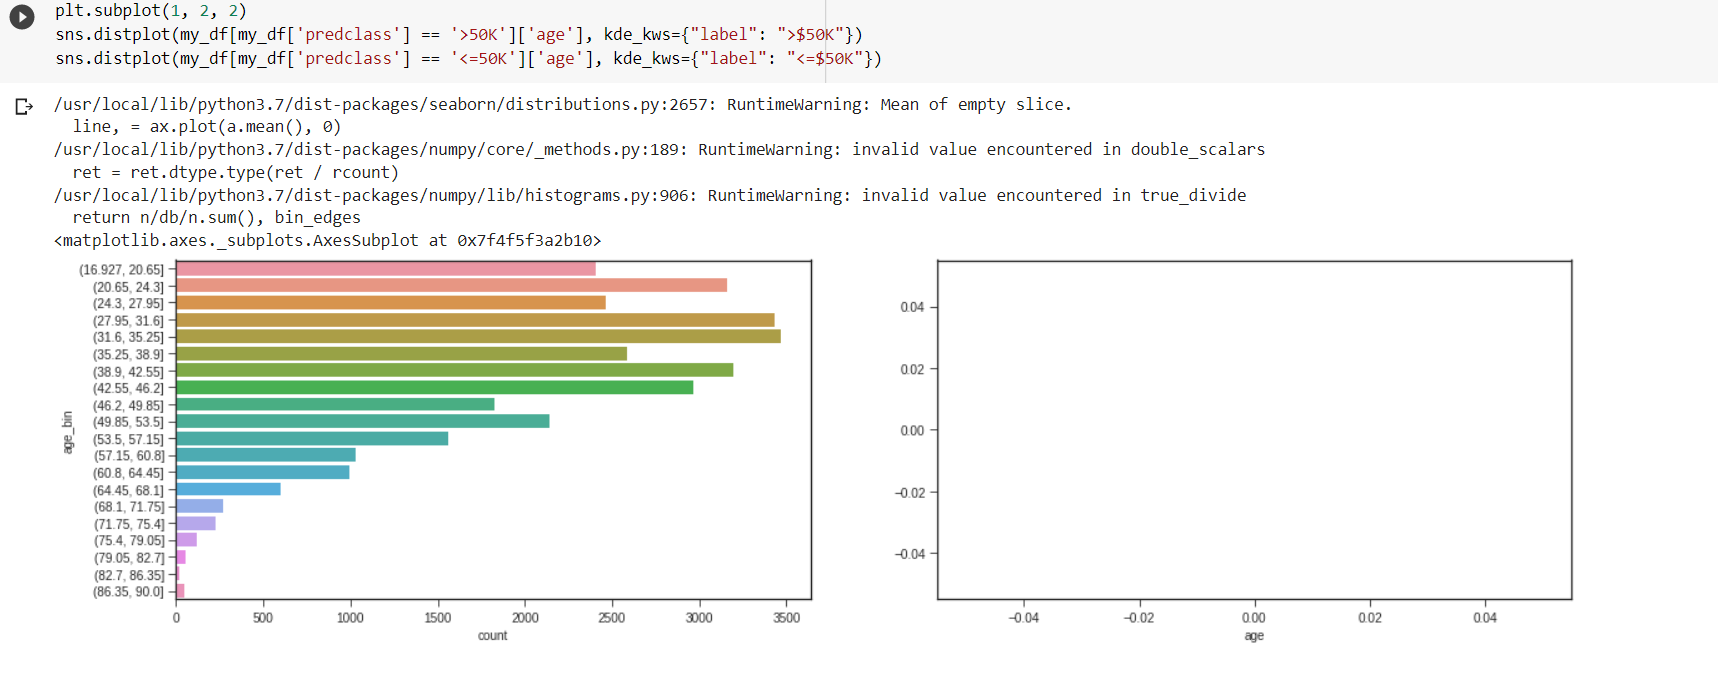 plt.subplot(1, 2, 2)
sns.distplot(my_df[my_df['predclass'] == '>50K']['age'], kde_kws={"label": ">$50K"})
sns.distplot(my_df[my_df['predclass'] == '<=50K']['age'], kde_kws={"label": "<=$50K"})
/usr/local/lib/python3.7/dist-packages/seaborn/distributions.py:2657: RuntimeWarning: Mean of empty slice.
line, = ax.plot(a.mean(), 0)
/usr/local/lib/python3.7/dist-packages/numpy/core/_methods.py:189: RuntimeWarning: invalid value encountered in double_scalars
ret = ret.dtype.type(ret / rcount)
/usr/local/lib/python3.7/dist-packages/numpy/lib/histograms.py:906: RuntimeWarning: invalid value encountered in true_divide
return n/db/n.sum(), bin_edges
<matplotlib.axes._subplots.AxesSubplot at 0x7f4f5f3a2b10>
age_bin
(16.927, 20.65]
(20.65, 24.3]
(24.3, 27.95]
(27.95, 31.6]
(31.6, 35.25]
(35.25, 38.9]
(38.9, 42.55]
(42.55, 46.2]
(46.2, 49.85]
(49.85, 53.5]
(53.5, 57.15]
(57.15, 60.8]
(60.8, 64.45]
(64.45, 68.1]
(68.1, 71.75]
(71.75, 75.4]
(75.4, 79.05]
(79.05, 82.7]
(82.7, 86.35]
(86.35, 90.0]
0 500 1000 1500 2000 2500 3000 3500
count
0.04
0.02
0.00
−0.02
−0.04
−0.04 −0.02 0.00 0.02 0.04
age